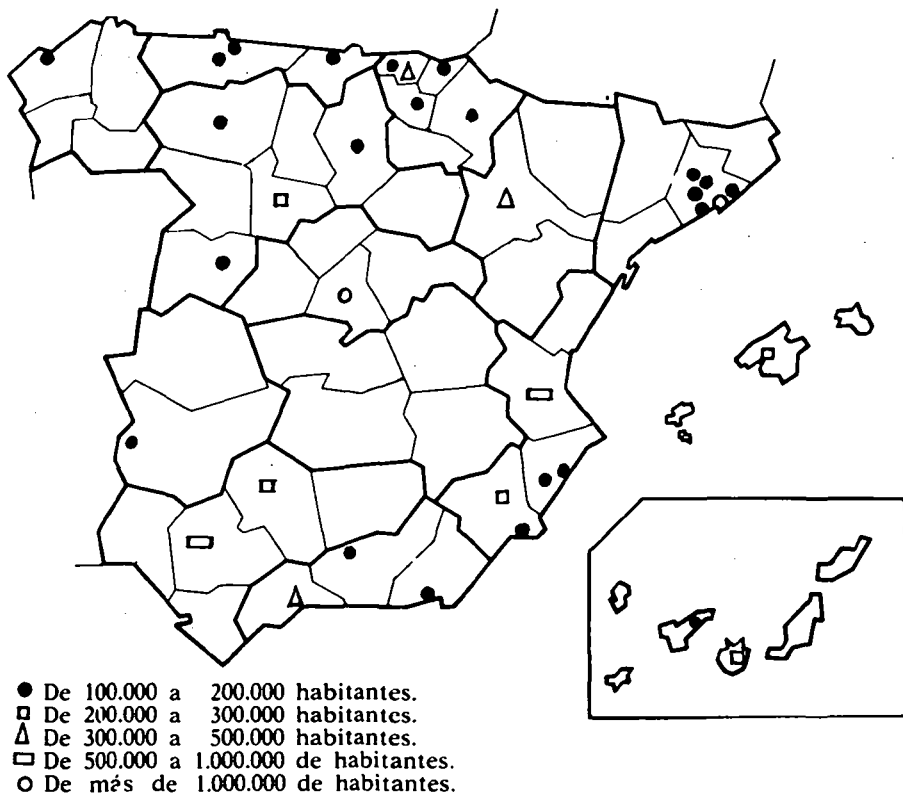 De 100.000 a 200.000 habitantes.
De 200.000 a 300.000 habitantes.
De 300.000 a 500.000 habitantes.
De 500.000 a 1.000.000 de habitantes.
De más de 1.000.000 de habitantes.